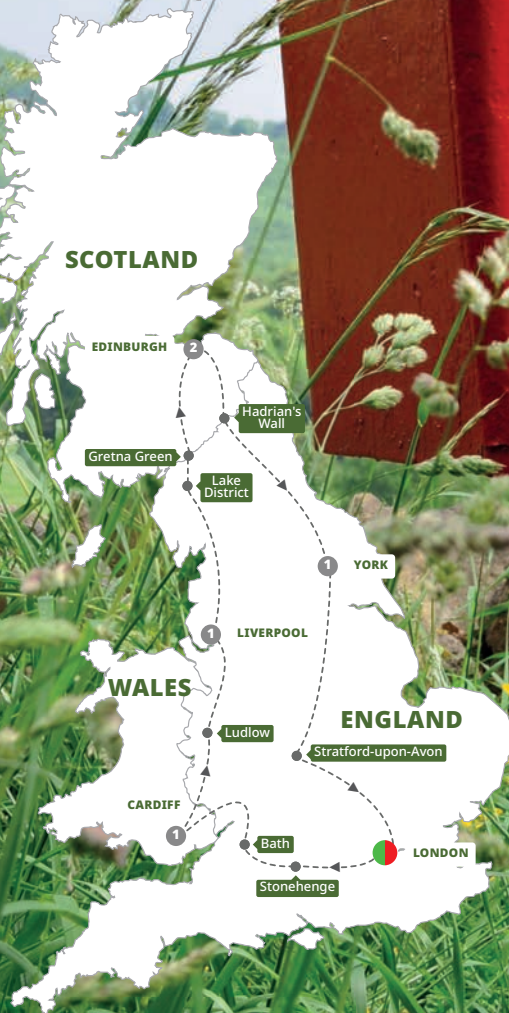 SCOTLAND
EDINBURGH
2
Hadrian's
Wall
Gretna Green
Lake
District
1
YORK
1
LIVERPOOL
WALES
ENGLAND
Ludlow
Stratford-upon-Avon
CARDIFF
1
Bath
LONDON
Stonehenge